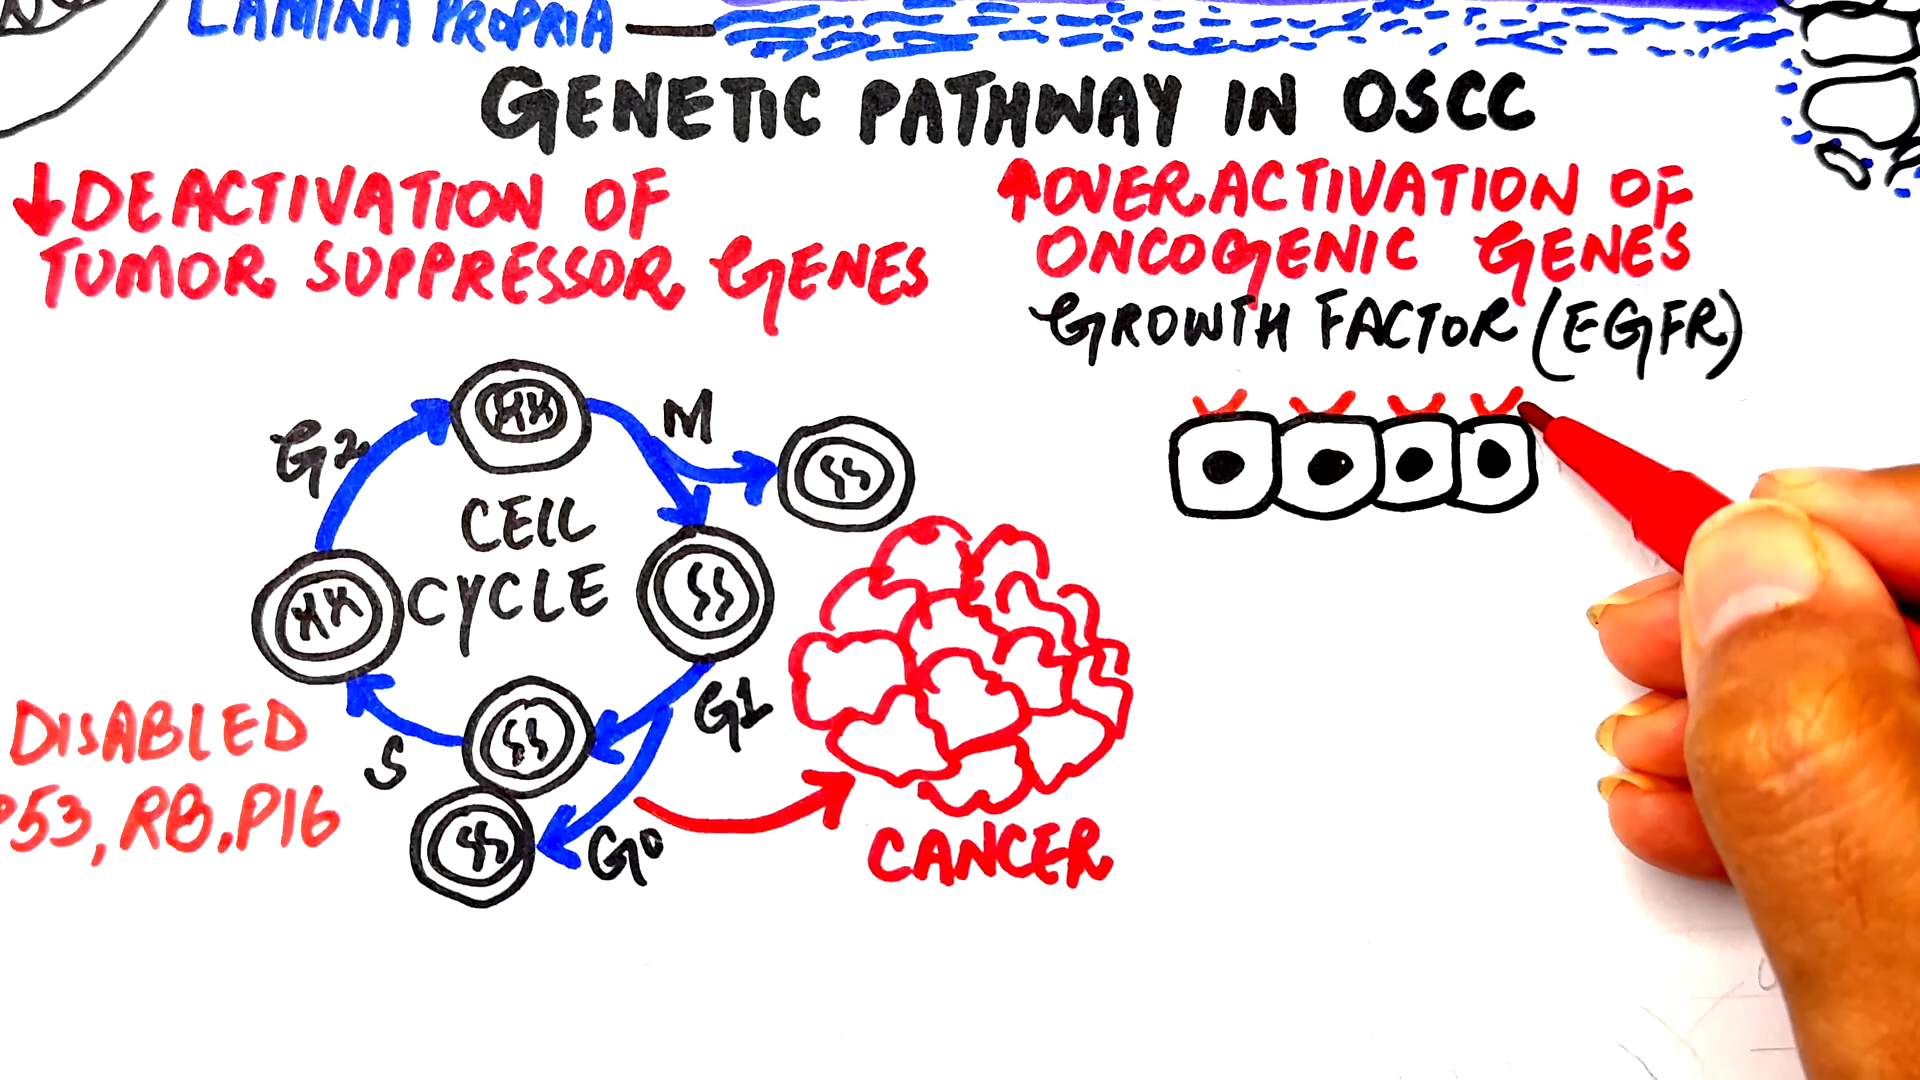 LAMINA PROPRIA
GENETIC PATHWAY IN OSCC
↓DEACTIVATION OF
TUMOR SUPPRESSOR GENES
↑OVERACTIVATION OF
ONCOGENIC GENES
GROWTH FACTOR (EGFR)
G2
M
CELL
CYCLE
G1
S
G0
DISABLED
P53, RB, P16
CANCER